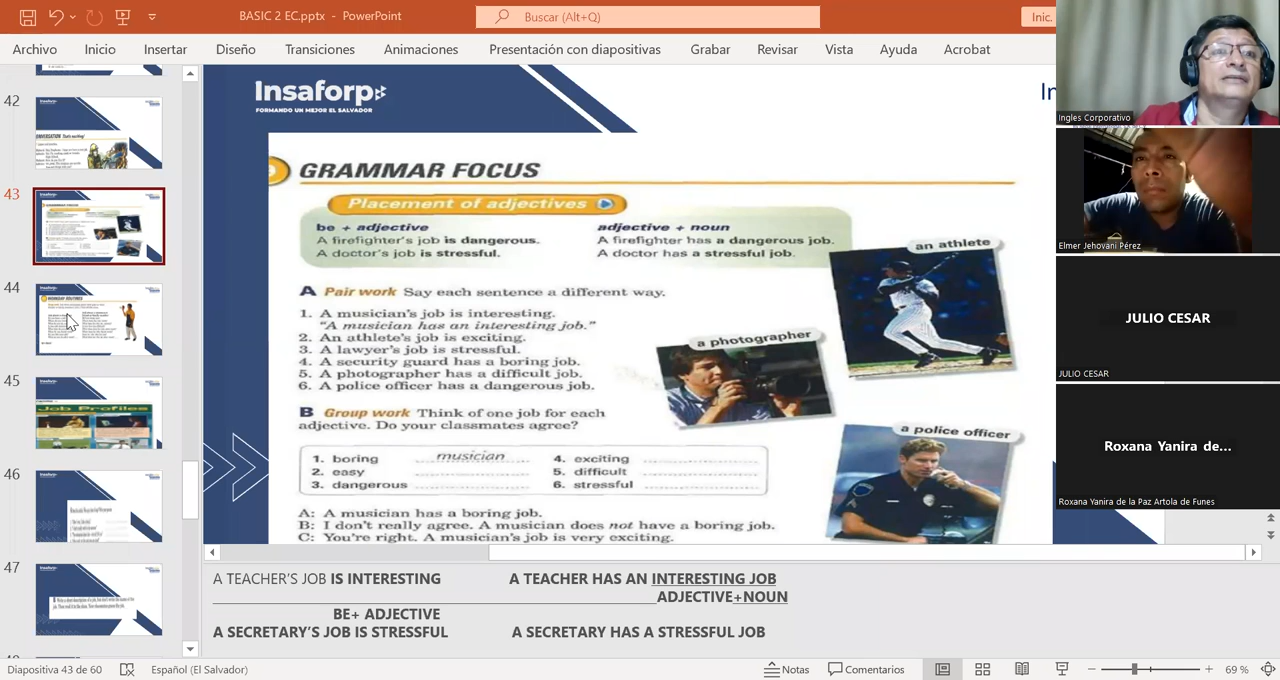 BASIC 2 EC.pptx - PowerPoint
Buscar (Alt+Q)
Inic.
Archivo Inicio Insertar Diseño Transiciones Animaciones Presentación con diapositivas Grabar Revisar Vista Ayuda Acrobat
42
43
44
45
Job Profiles
46
47
Insaforp
FORMANDO UN MEJOR EL SALVADOR
In
GRAMMAR FOCUS
Placement of adjectives
be + adjective
A firefighter's job is dangerous.
A doctor's job is stressful.
adjective + noun
A firefighter has a dangerous job.
A doctor has a stressful job.
A Pair work Say each sentence a different way.
1. A musician's job is interesting.
"A musician has an interesting job."
2. An athlete's job is exciting.
3. A lawyer's job is stressful.
4. A security guard has a boring job.
5. A photographer has a difficult job.
6. A police officer has a dangerous job.
an athlete
a photographer
a police officer
B Group work Think of one job for each
adjective. Do your classmates agree?
1. boring musician
2. easy
3. dangerous
4. exciting
5. difficult
6. stressful
A: A musician has a boring job.
B: I don't really agree. A musician does not have a boring job.
C: You're right. A musician's job is very exciting.
A TEACHER'S JOB IS INTERESTING A TEACHER HAS AN INTERESTING JOB
ADJECTIVE+NOUN
BE+ ADJECTIVE
A SECRETARY'S JOB IS STRESSFUL A SECRETARY HAS A STRESSFUL JOB
Ingles Corporativo
Elmer Jehovani Pérez
JULIO CESAR
JULIO CESAR
Roxana Yanira de...
Roxana Yanira de la Paz Artola de Funes
Diapositiva 43 de 60 Español (El Salvador) Notas Comentarios 69 %